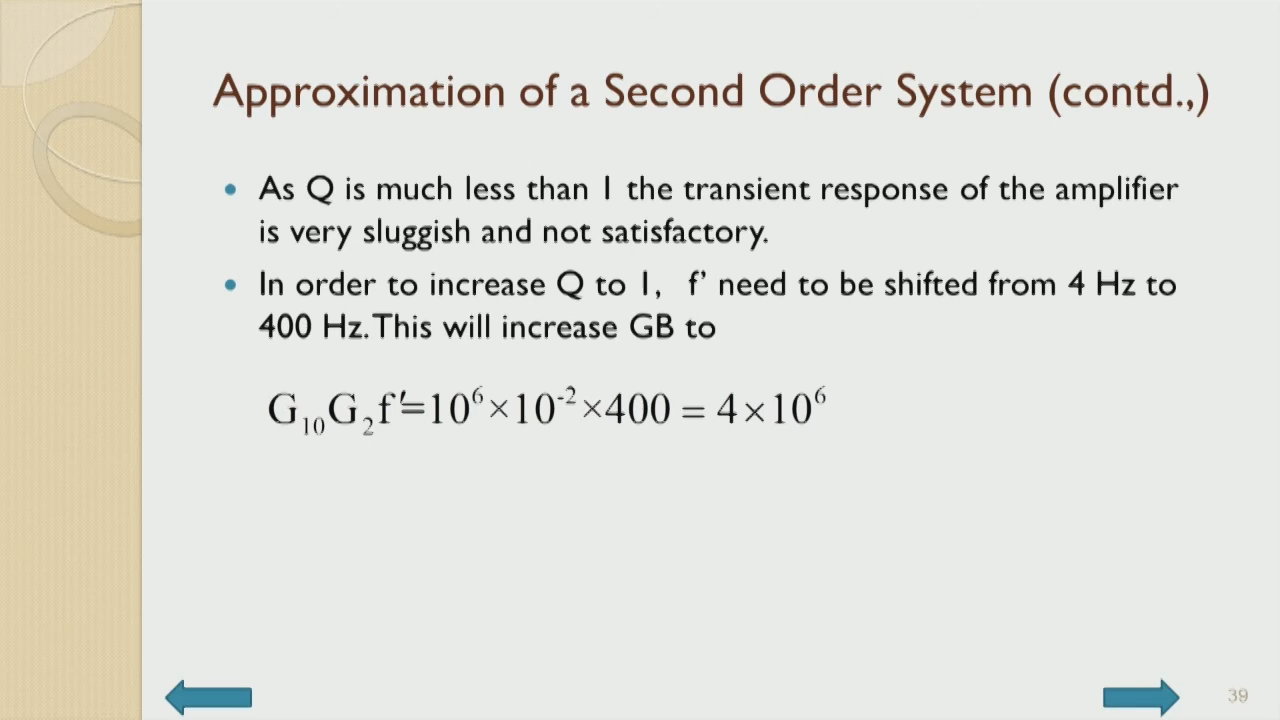 Approximation of a Second Order System (contd.,)
• As Q is much less than 1 the transient response of the amplifier
is very sluggish and not satisfactory.
• In order to increase Q to 1, f’ need to be shifted from 4 Hz to
400 Hz. This will increase GB to
G₁₀G₂f′=10⁶×10⁻²×400 = 4×10⁶
39